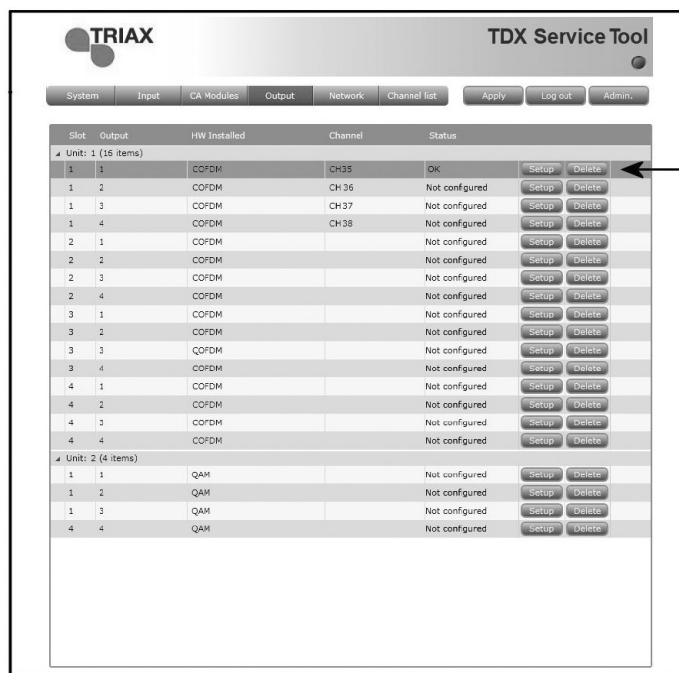 TRIAX
TDX Service Tool
System Input CA Modules Output Network Channel list Apply Log out Admin.
Slot Output HW Installed Channel Status
Unit: 1 (16 items)
1 1 COFDM CH35 OK Setup Delete
1 2 COFDM CH 36 Not configured Setup Delete
1 3 COFDM CH37 Not configured Setup Delete
1 4 COFDM CH38 Not configured Setup Delete
2 1 COFDM Not configured Setup Delete
2 2 COFDM Not configured Setup Delete
2 3 COFDM Not configured Setup Delete
2 4 COFDM Not configured Setup Delete
3 1 COFDM Not configured Setup Delete
3 2 COFDM Not configured Setup Delete
3 3 COFDM Not configured Setup Delete
3 4 COFDM Not configured Setup Delete
4 1 COFDM Not configured Setup Delete
4 2 COFDM Not configured Setup Delete
4 3 COFDM Not configured Setup Delete
4 4 COFDM Not configured Setup Delete
Unit: 2 (4 items)
1 1 QAM Not configured Setup Delete
1 2 QAM Not configured Setup Delete
1 3 QAM Not configured Setup Delete
4 4 QAM Not configured Setup Delete